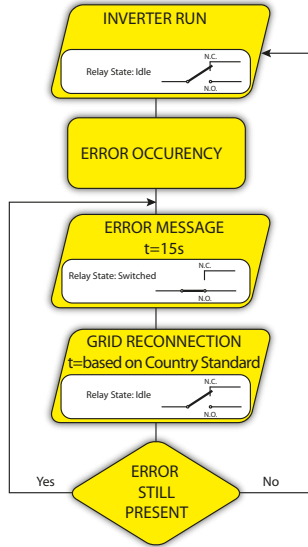 INVERTER RUN
N.C.
Relay State: Idle
N.O.
ERROR OCCURENCY
ERROR MESSAGE
t=15s
N.C.
Relay State: Switched
N.O.
GRID RECONNECTION
t=based on Country Standard
N.C.
Relay State: Idle
N.O.
Yes
ERROR
STILL
PRESENT
No